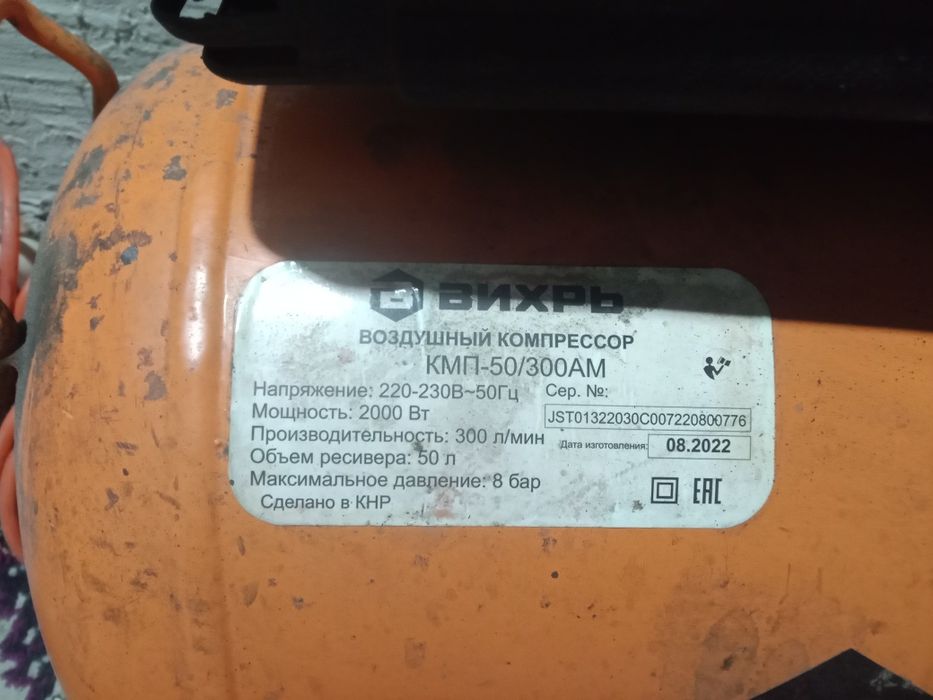 ВИХРЬ
ВОЗДУШНЫЙ КОМПРЕССОР
КМП-50/300АМ
Напряжение: 220-230В~50Гц
Мощность: 2000 Вт
Производительность: 300 л/мин
Объем ресивера: 50 л
Максимальное давление: 8 бар
Сделано в КНР
Сер. №:
JST01322030C007220800776
Дата изготовления: 08.2022
EAC